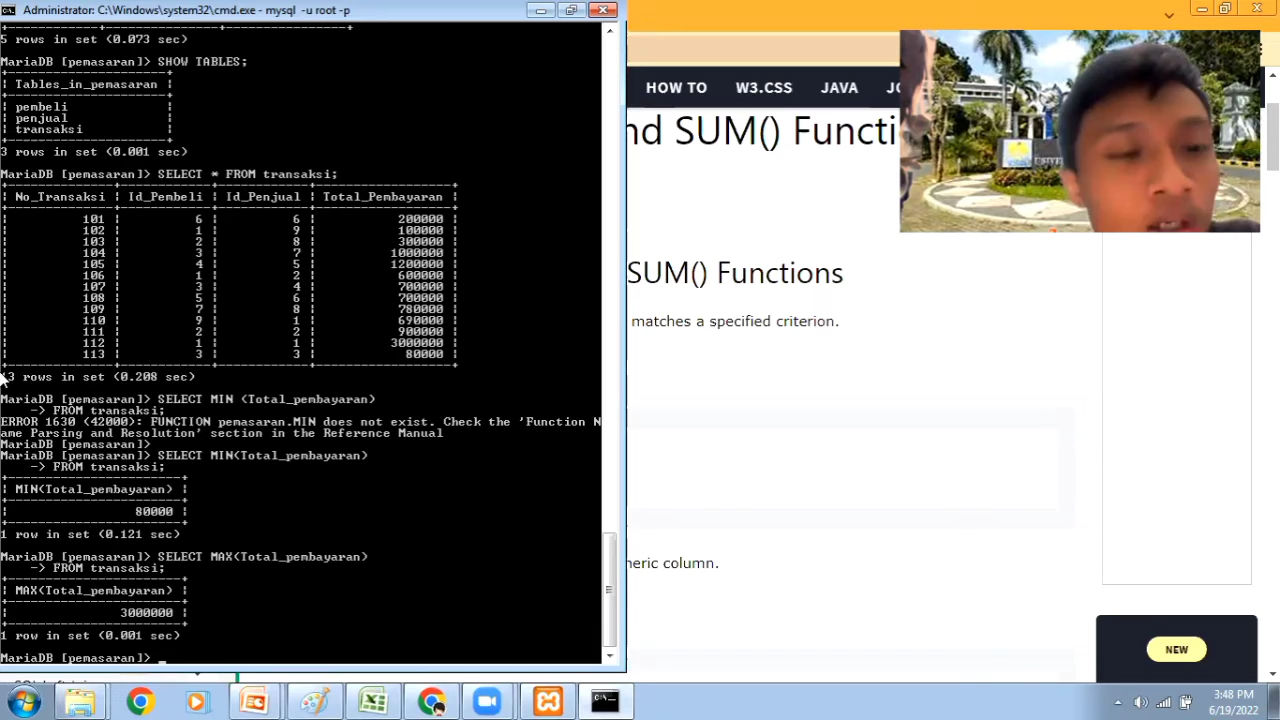 Administrator: C:\Windows\system32\cmd.exe - mysql -u root -p
5 rows in set (0.073 sec)
MariaDB [pemasaran]> SHOW TABLES;
Tables_in_pemasaran
pembeli
penjual
transaksi
3 rows in set (0.001 sec)
MariaDB [pemasaran]> SELECT * FROM transaksi;
No_Transaksi | Id_Pembeli | Id_Penjual | Total_Pembayaran
101 | 6 | 6 | 200000
102 | 1 | 9 | 100000
103 | 2 | 8 | 300000
104 | 3 | 7 | 1000000
105 | 4 | 5 | 1200000
106 | 1 | 2 | 600000
107 | 3 | 4 | 700000
108 | 5 | 6 | 700000
109 | 7 | 8 | 780000
110 | 9 | 1 | 690000
111 | 2 | 2 | 900000
112 | 1 | 1 | 3000000
113 | 3 | 3 | 80000
13 rows in set (0.208 sec)
MariaDB [pemasaran]> SELECT MIN (Total_pembayaran)
-> FROM transaksi;
ERROR 1630 (42000): FUNCTION pemasaran.MIN does not exist. Check the 'Function N
ame Parsing and Resolution' section in the Reference Manual
MariaDB [pemasaran]>
MariaDB [pemasaran]> SELECT MIN(Total_pembayaran)
-> FROM transaksi;
MIN(Total_pembayaran)
80000
1 row in set (0.121 sec)
MariaDB [pemasaran]> SELECT MAX(Total_pembayaran)
-> FROM transaksi;
MAX(Total_pembayaran)
3000000
1 row in set (0.001 sec)
MariaDB [pemasaran]>
HOW TO W3.CSS JAVA
nd SUM() Functi
SUM() Functions
matches a specified criterion.
neric column.
NEW
3:48 PM
6/19/2022